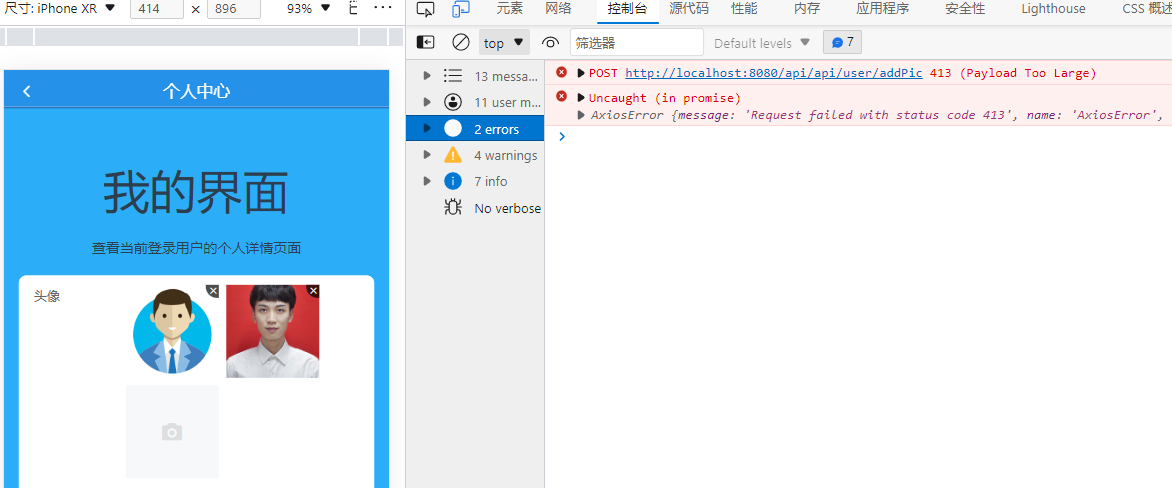 尺寸: iPhone XR ▼ 414 × 896 93% ▼ ···
元素 网络 控制台 源代码 性能 内存 应用程序 安全性 Lighthouse CSS 概述
top ▼ 筛选器 Default levels ▼ 7
个人中心
我的界面
查看当前登录用户的个人详情页面
头像
13 messa...
11 user m...
2 errors
4 warnings
7 info
No verbose
POST http://localhost:8080/api/api/user/addPic 413 (Payload Too Large)
Uncaught (in promise)
AxiosError {message: 'Request failed with status code 413', name: 'AxiosError',